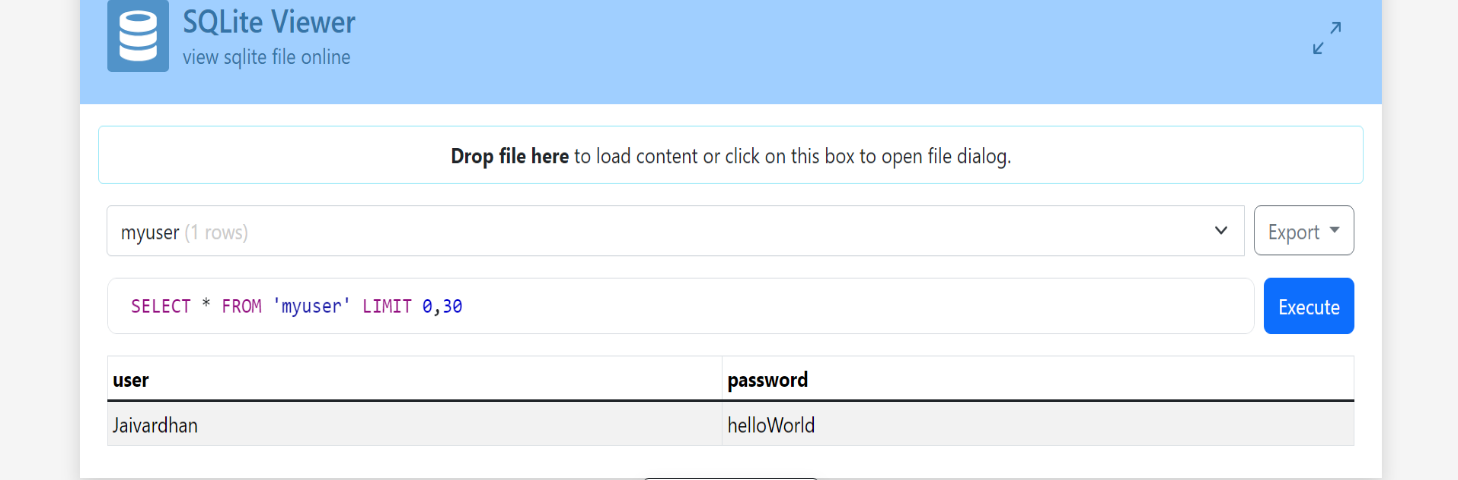 SQLite Viewer
view sqlite file online
Drop file here to load content or click on this box to open file dialog.
myuser (1 rows)
Export
SELECT * FROM 'myuser' LIMIT 0,30
Execute
user password
Jaivardhan helloWorld